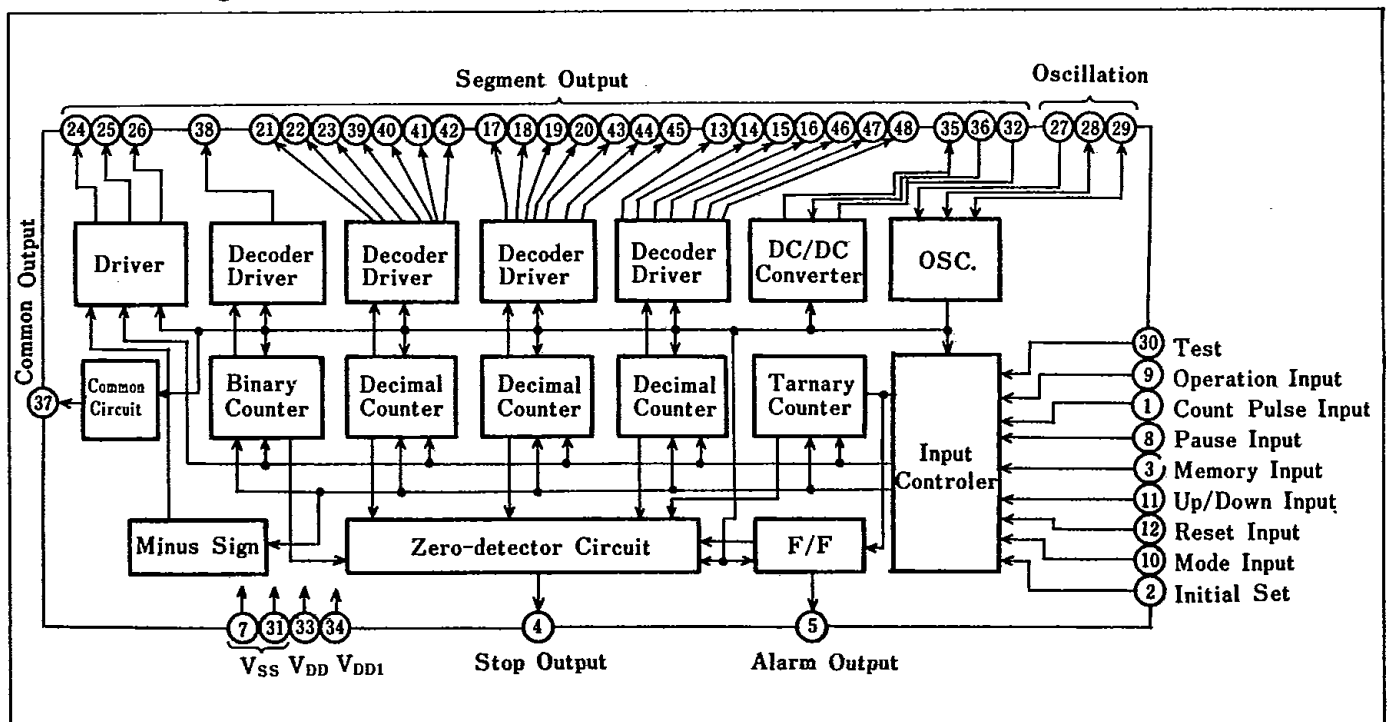 Segment Output
Oscillation
24 25 26 38 21 22 23 39 40 41 42 17 18 19 20 43 44 45 13 14 15 16 46 47 48 35 36 32 27 28 29
Common Output
37
Driver
Decoder
Driver
Decoder
Driver
Decoder
Driver
Decoder
Driver
DC/DC
Converter
OSC.
Common
Circuit
Binary
Counter
Decimal
Counter
Decimal
Counter
Decimal
Counter
Tarnary
Counter
Input
Controler
30 Test
9 Operation Input
1 Count Pulse Input
8 Pause Input
3 Memory Input
11 Up/Down Input
12 Reset Input
10 Mode Input
2 Initial Set
Minus Sign
Zero-detector Circuit
F/F
7 31 33 34 4 5
VSS VDD VDD1
Stop Output
Alarm Output